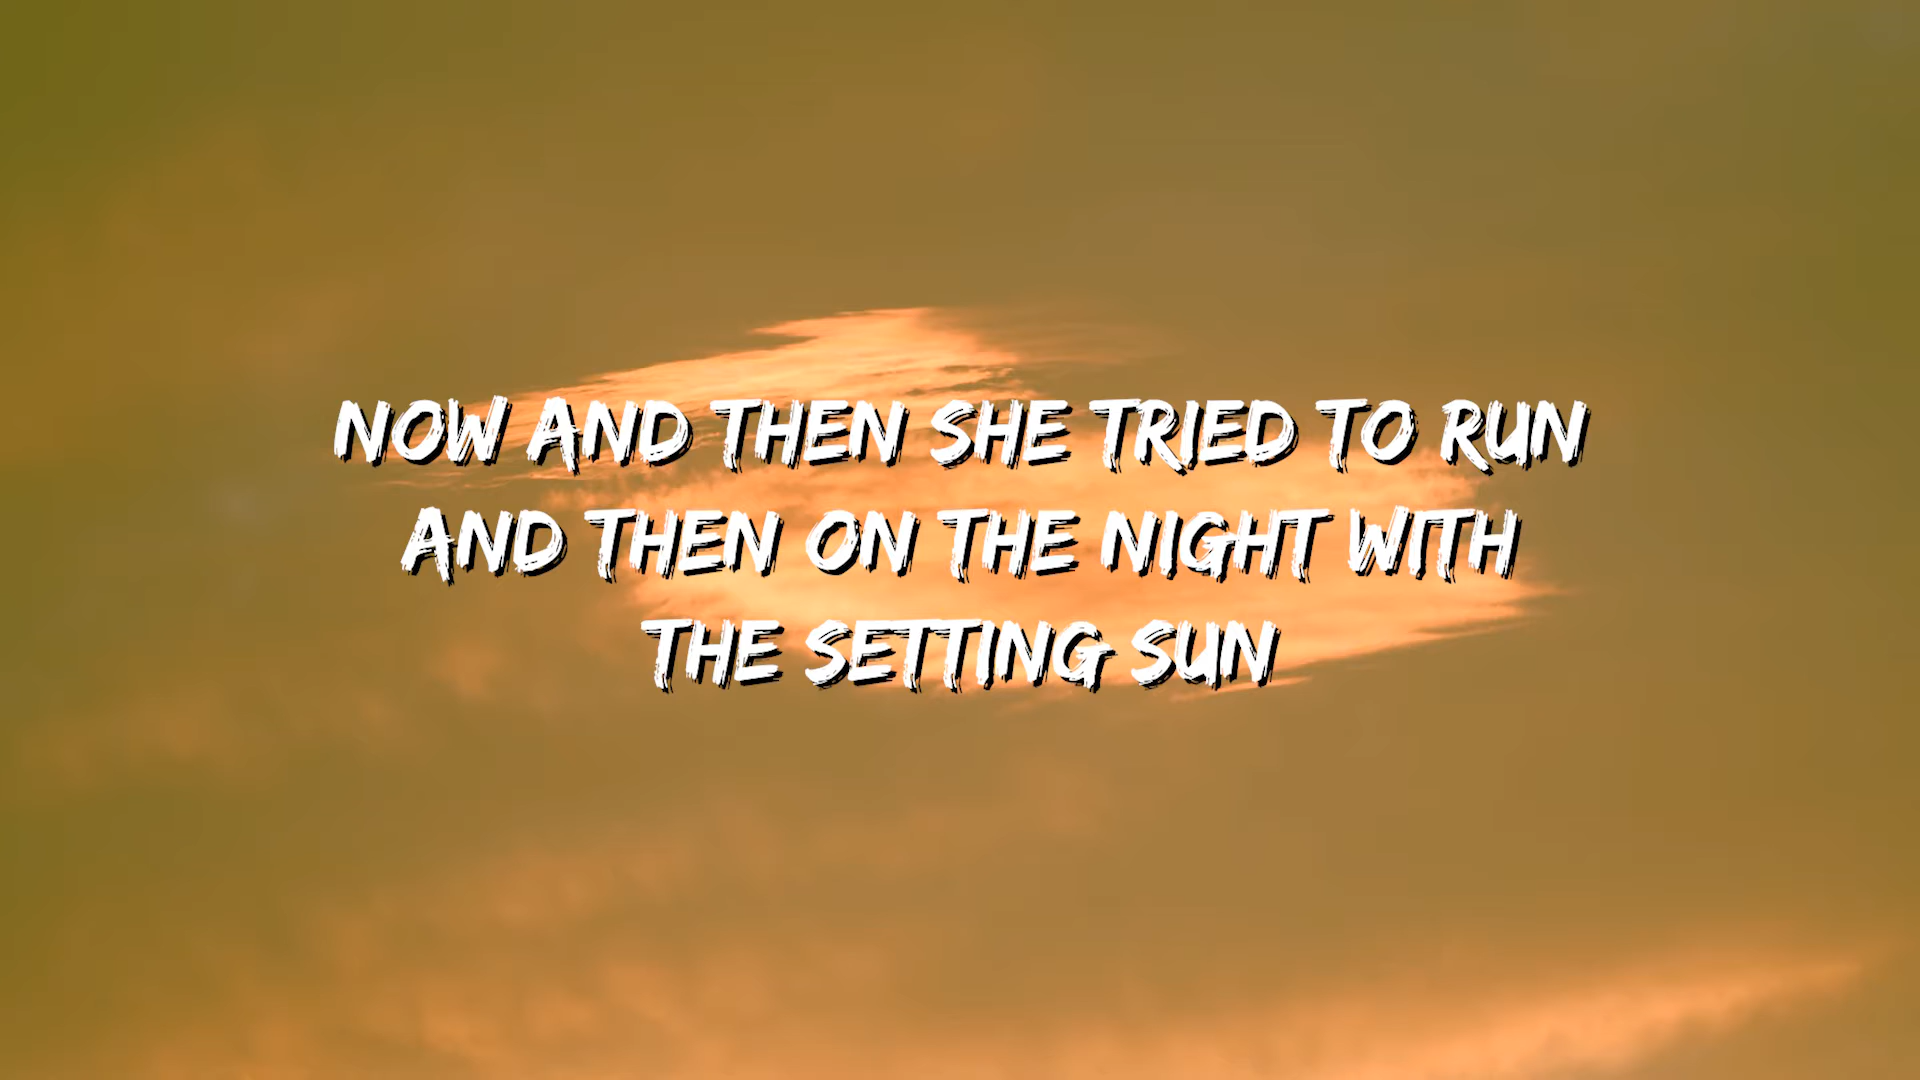 NOW AND THEN SHE TRIED TO RUN
AND THEN ON THE NIGHT WITH
THE SETTING SUN